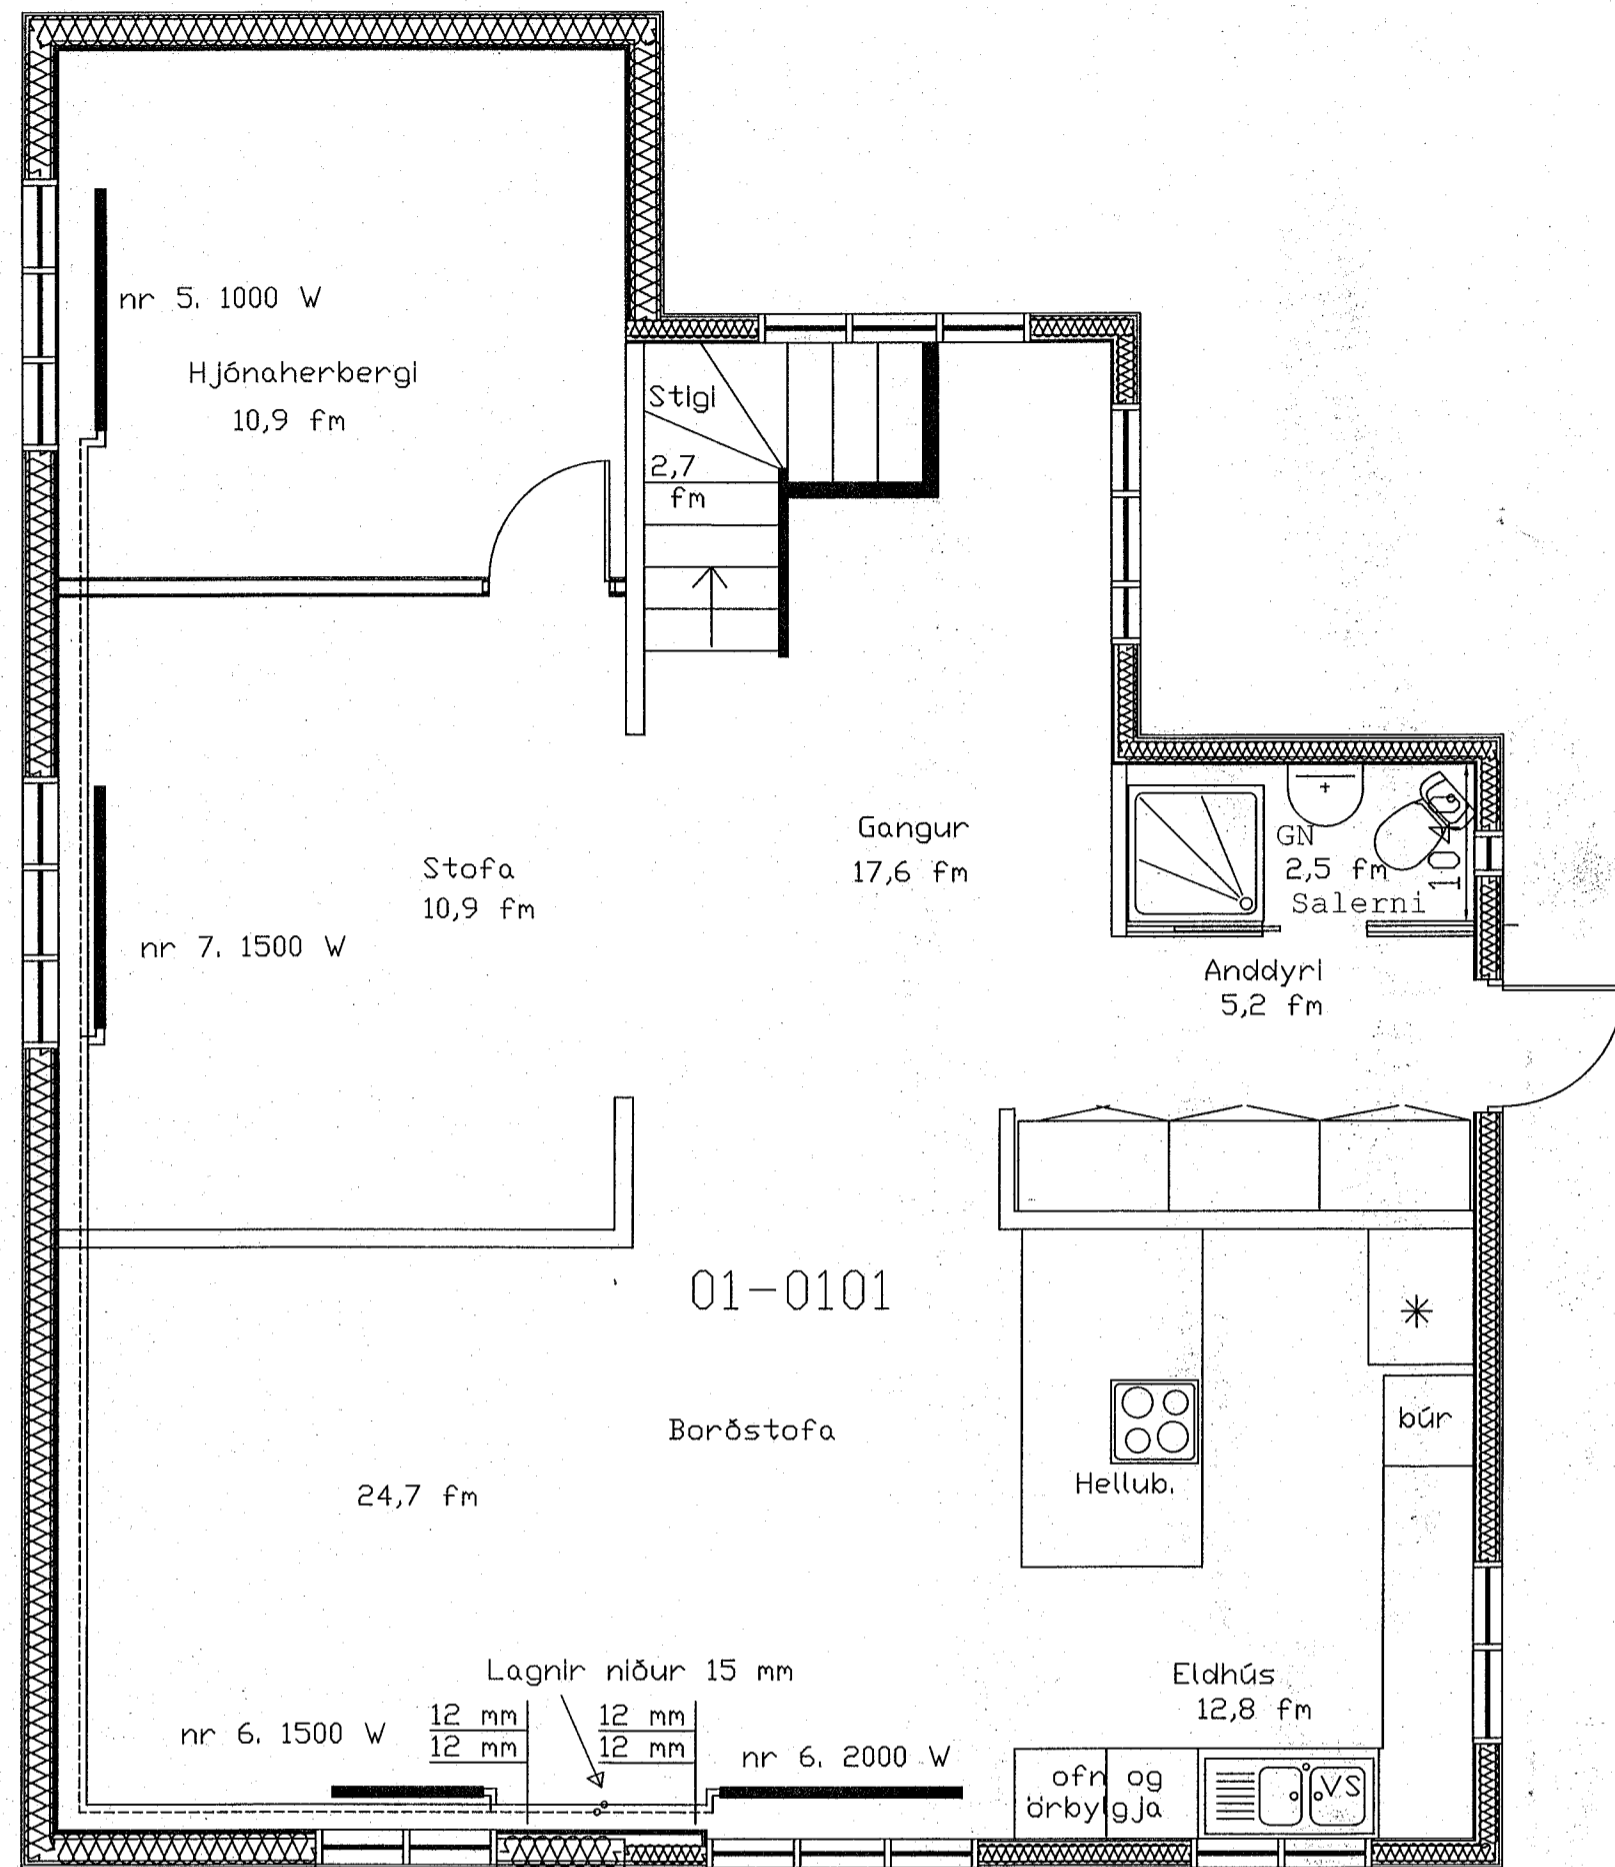 nr 5. 1000 W
Hjónaherbergi
10,9 fm
Stigi
2,7
fm
Gangur
17,6 fm
Stofa
10,9 fm
nr 7. 1500 W
GN
2,5 fm
Salerni
104
Anddyri
5,2 fm
01-0101
Borðstofa
24,7 fm
búr
Hellub.
Lagnir niður 15 mm
Eldhús
12,8 fm
nr 6. 1500 W
12 mm
12 mm
12 mm
12 mm
nr 6. 2000 W
ofn og
örbylgja
VS